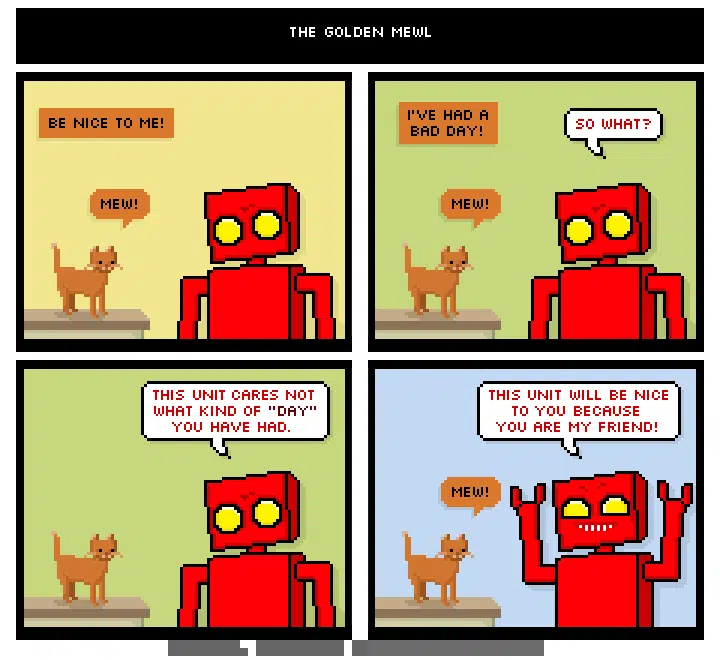 THE GOLDEN MEWL
BE NICE TO ME!
MEW!
I'VE HAD A
BAD DAY!
SO WHAT?
MEW!
THIS UNIT CARES NOT
WHAT KIND OF "DAY"
YOU HAVE HAD.
THIS UNIT WILL BE NICE
TO YOU BECAUSE
YOU ARE MY FRIEND!
MEW!